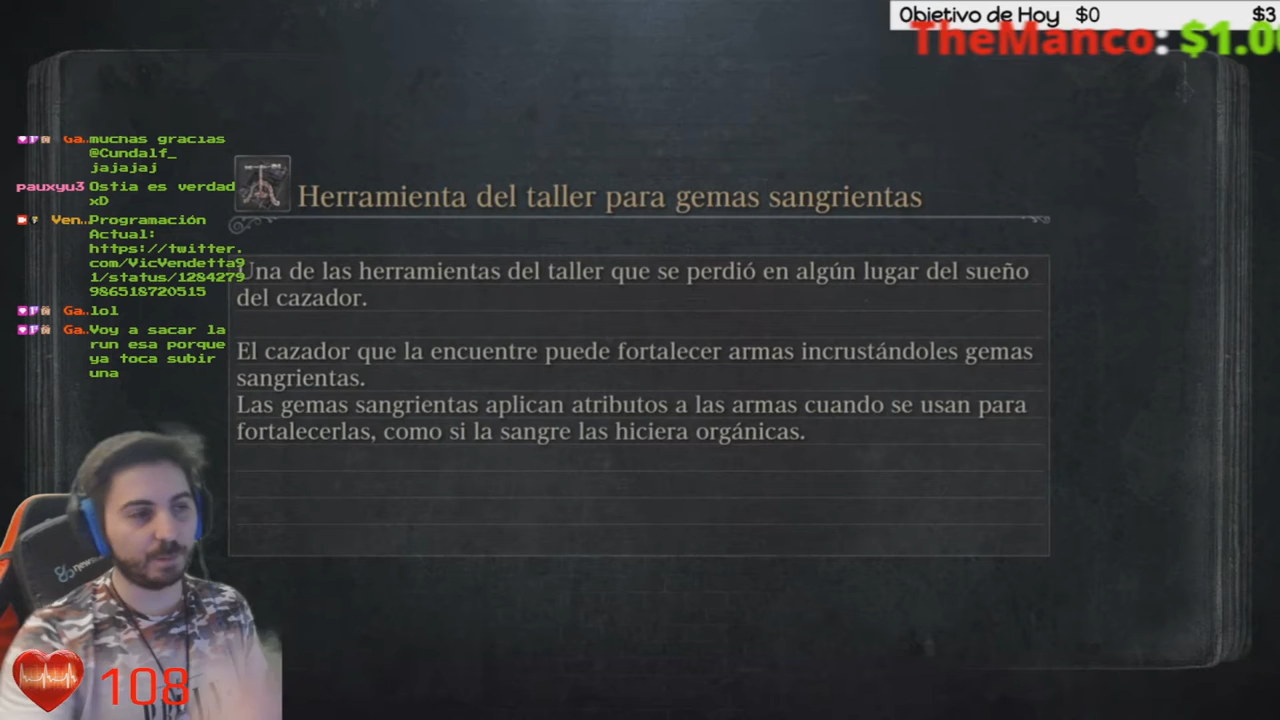 Objetivo de Hoy $0 $3
TheManco: $1.0
Ga..muchas gracias
@Cundalf_
jajajaj
pauxyu3 Ostia es verdad
xD
Ven..Programación
Actual:
https://twitter.
com/VicVendetta9
1/status/1284279
986518720515
Ga..lol
Ga..Voy a sacar la
run esa porque
ya toca subir
una
Herramienta del taller para gemas sangrientas
Una de las herramientas del taller que se perdió en algún lugar del sueño
del cazador.
El cazador que la encuentre puede fortalecer armas incrustándoles gemas
sangrientas.
Las gemas sangrientas aplican atributos a las armas cuando se usan para
fortalecerlas, como si la sangre las hiciera orgánicas.
108